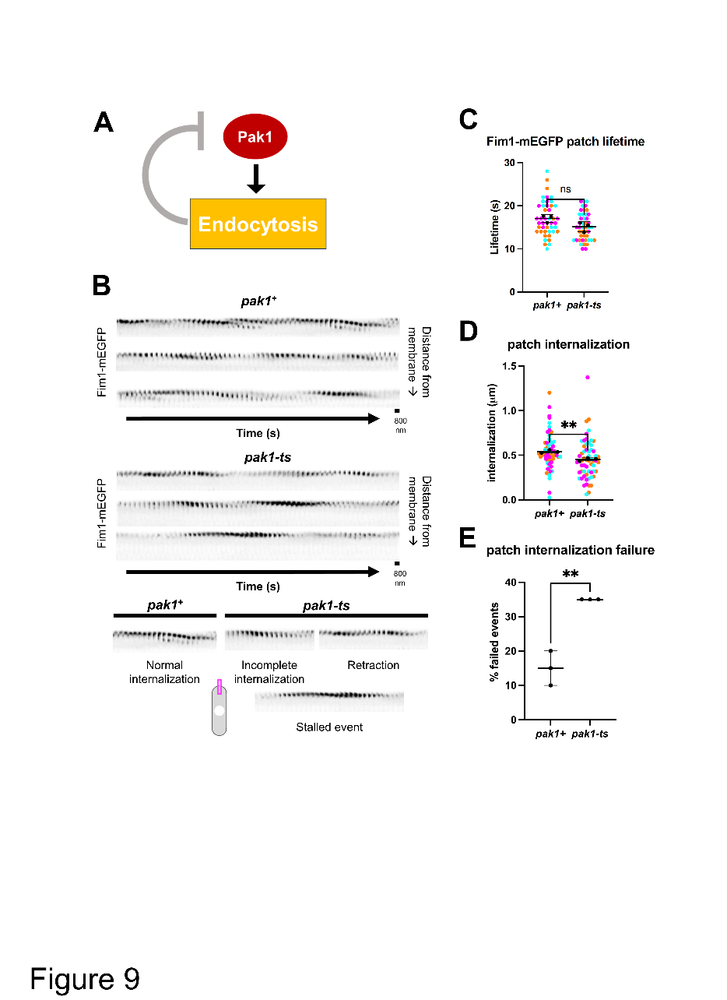 A
Pak1
Endocytosis
B
pak1+
Fim1-mEGFP
Distance from
membrane →
800
nm
Time (s)
pak1-ts
Fim1-mEGFP
Distance from
membrane →
800
nm
Time (s)
pak1+
pak1-ts
Normal
internalization
Incomplete
internalization
Retraction
Stalled event
C
Fim1-mEGFP patch lifetime
30
20
10
0
Lifetime (s)
ns
pak1+ pak1-ts
D
patch internalization
1.5
1.0
0.5
0.0
internalization (μm)
**
pak1+ pak1-ts
E
patch internalization failure
40
30
20
10
0
% failed events
**
pak1+ pak1-ts
Figure 9